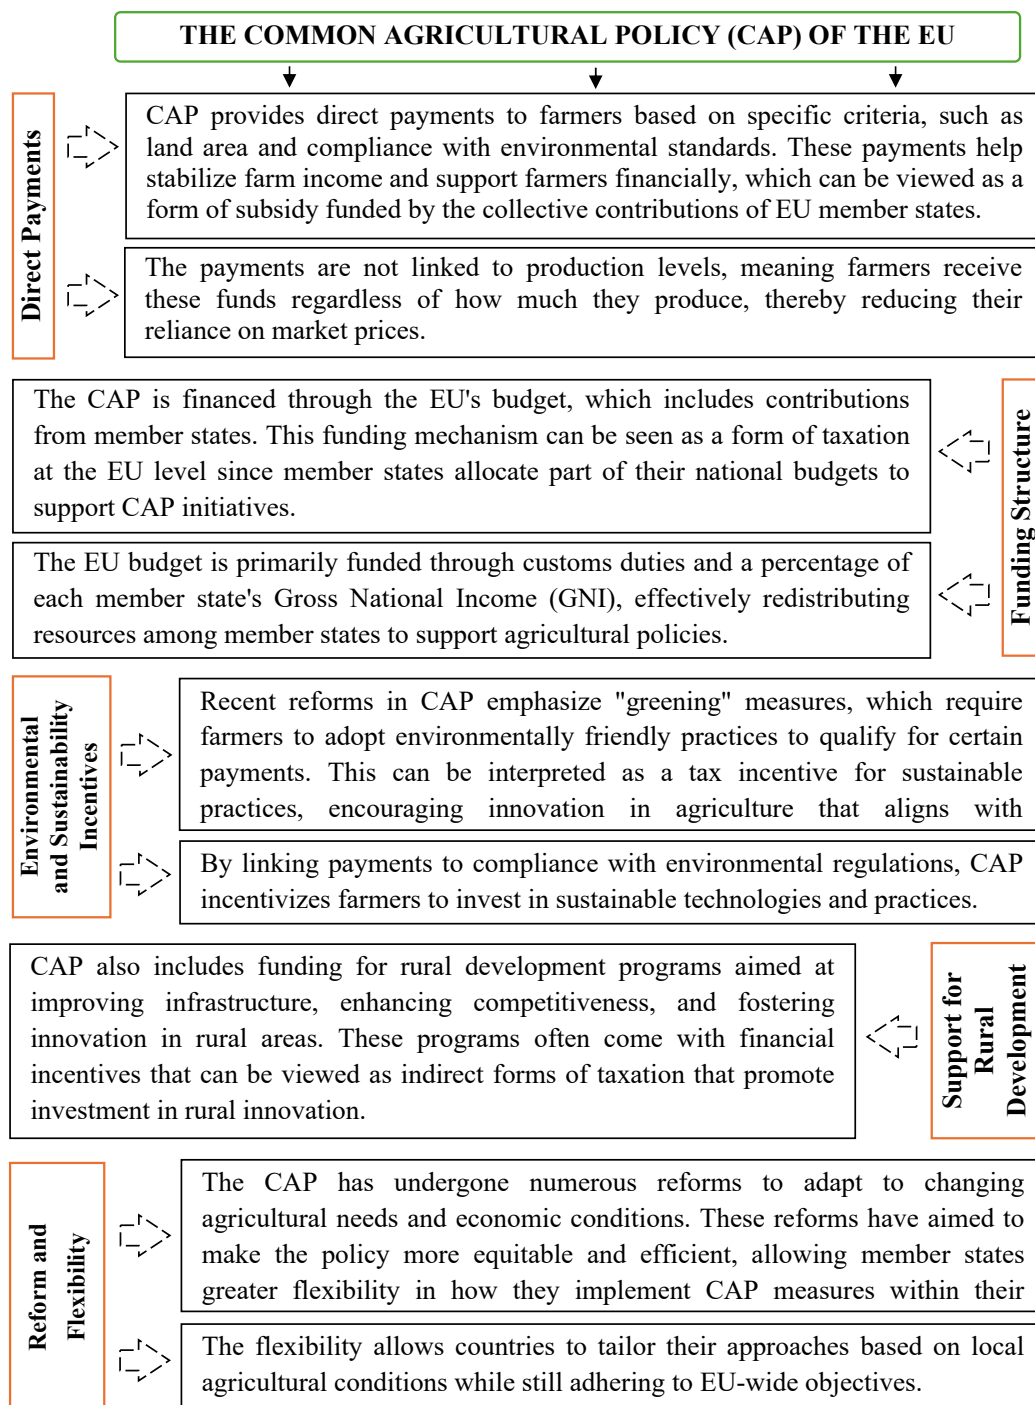 THE COMMON AGRICULTURAL POLICY (CAP) OF THE EU
Direct Payments
CAP provides direct payments to farmers based on specific criteria, such as
land area and compliance with environmental standards. These payments help
stabilize farm income and support farmers financially, which can be viewed as a
form of subsidy funded by the collective contributions of EU member states.
The payments are not linked to production levels, meaning farmers receive
these funds regardless of how much they produce, thereby reducing their
reliance on market prices.
Funding Structure
The CAP is financed through the EU's budget, which includes contributions
from member states. This funding mechanism can be seen as a form of taxation
at the EU level since member states allocate part of their national budgets to
support CAP initiatives.
The EU budget is primarily funded through customs duties and a percentage of
each member state's Gross National Income (GNI), effectively redistributing
resources among member states to support agricultural policies.
Environmental
and Sustainability
Incentives
Recent reforms in CAP emphasize "greening" measures, which require
farmers to adopt environmentally friendly practices to qualify for certain
payments. This can be interpreted as a tax incentive for sustainable
practices, encouraging innovation in agriculture that aligns with
By linking payments to compliance with environmental regulations, CAP
incentivizes farmers to invest in sustainable technologies and practices.
Support for
Rural
Development
CAP also includes funding for rural development programs aimed at
improving infrastructure, enhancing competitiveness, and fostering
innovation in rural areas. These programs often come with financial
incentives that can be viewed as indirect forms of taxation that promote
investment in rural innovation.
Reform and
Flexibility
The CAP has undergone numerous reforms to adapt to changing
agricultural needs and economic conditions. These reforms have aimed to
make the policy more equitable and efficient, allowing member states
greater flexibility in how they implement CAP measures within their
The flexibility allows countries to tailor their approaches based on local
agricultural conditions while still adhering to EU-wide objectives.